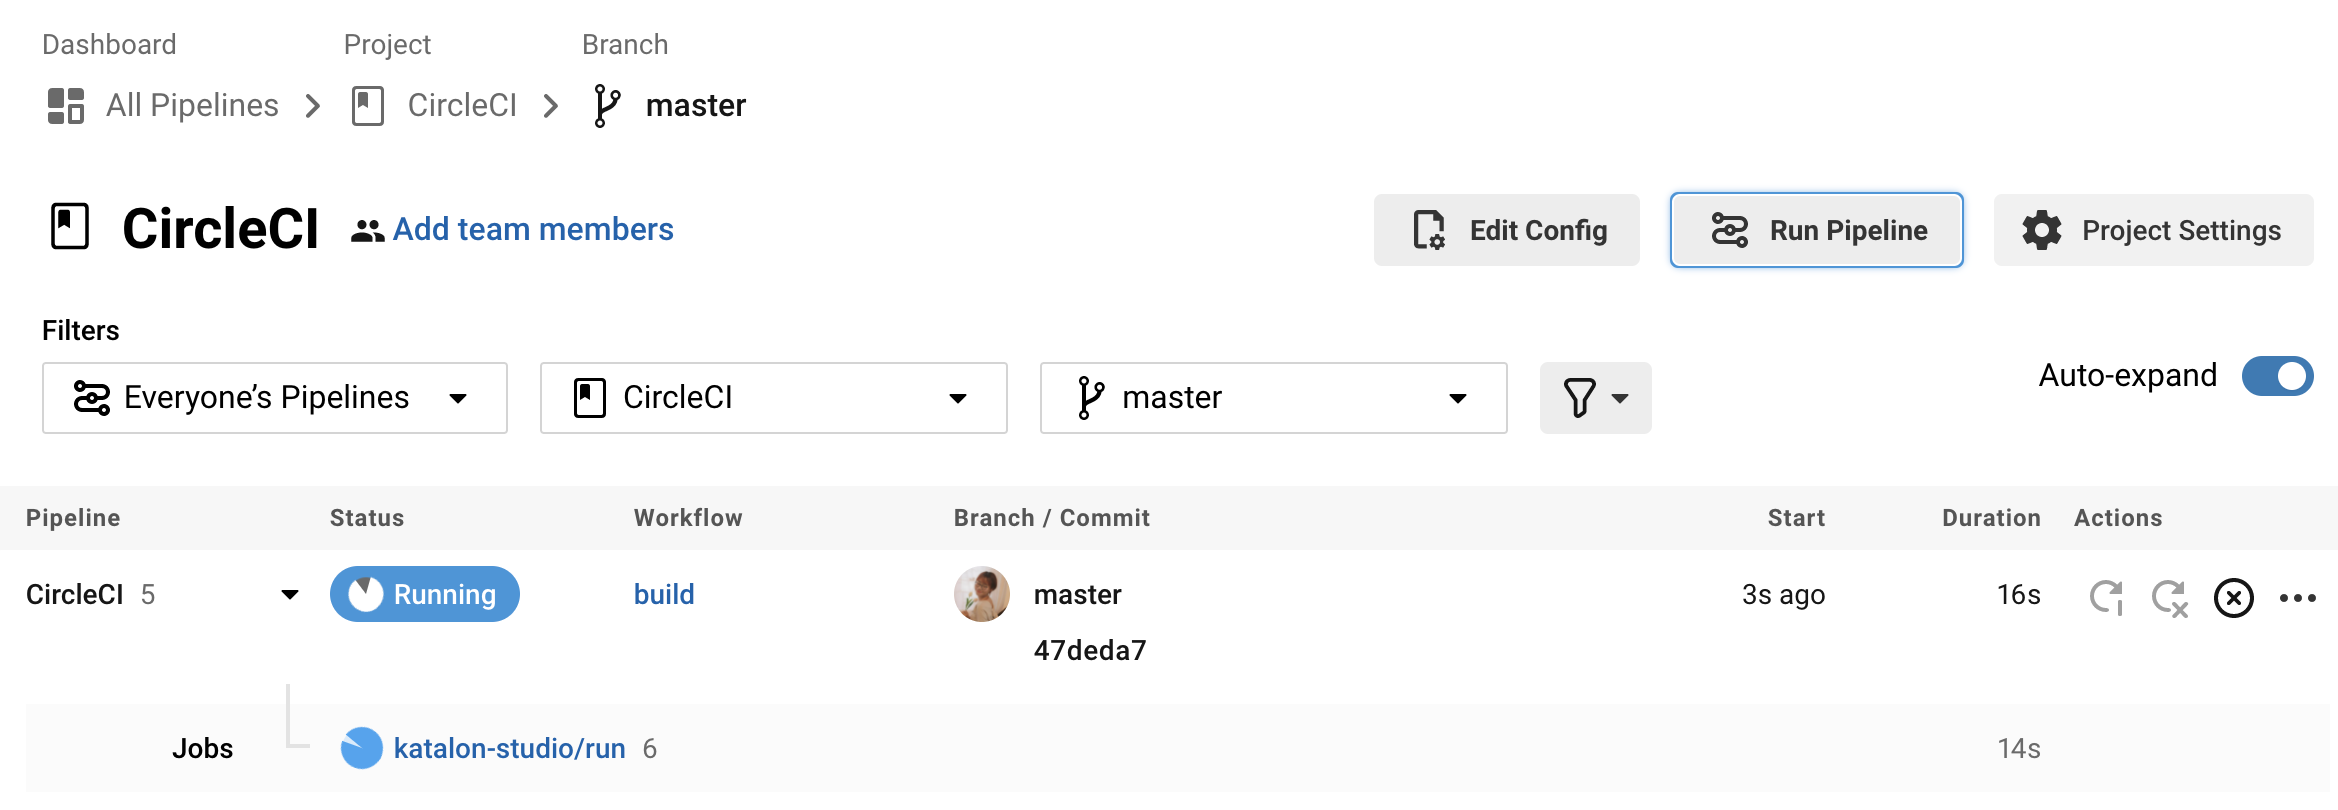 Dashboard Project Branch
All Pipelines CircleCI master
CircleCI Add team members Edit Config Run Pipeline Project Settings
Filters
Everyone’s Pipelines CircleCI master Auto-expand
Pipeline Status Workflow Branch / Commit Start Duration Actions
CircleCI 5 Running build master 3s ago 16s
47deda7
Jobs katalon-studio/run 6 14s